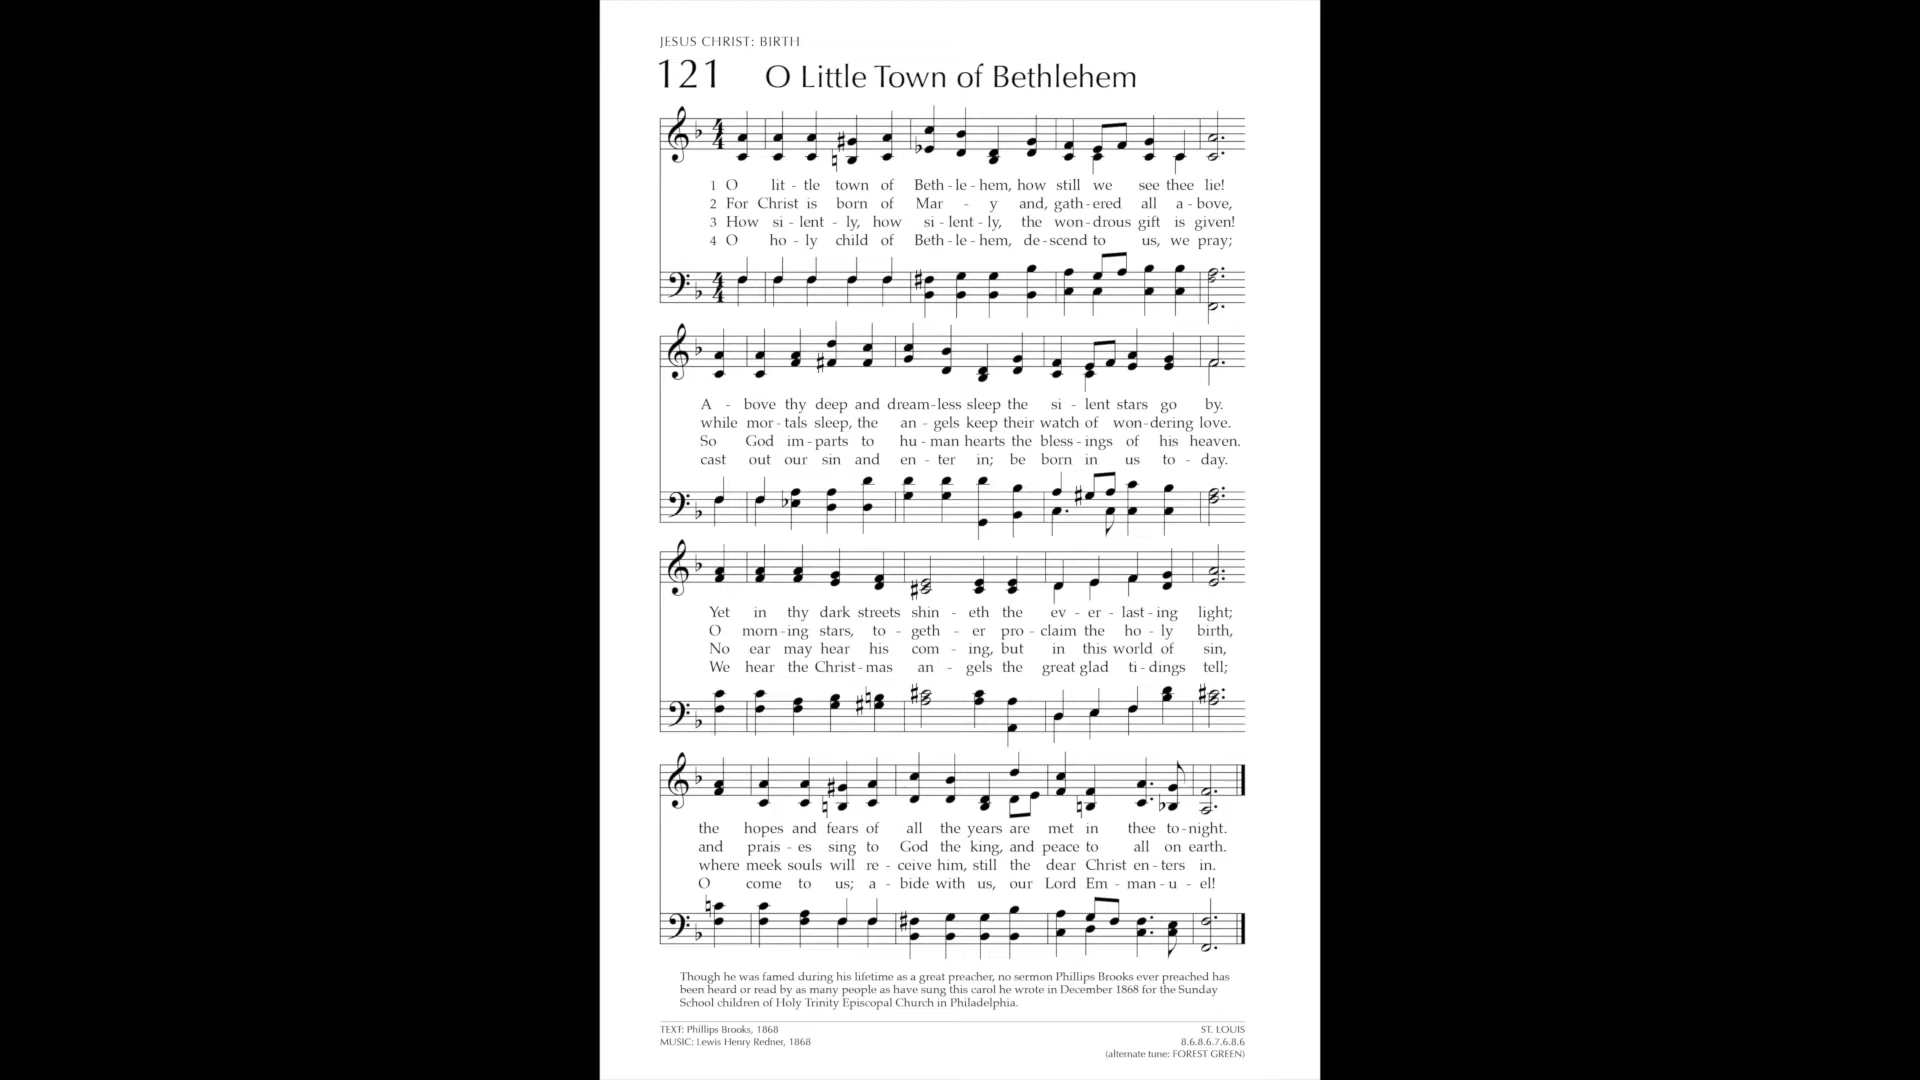 JESUS CHRIST: BIRTH
121 O Little Town of Bethlehem
1 O lit - tle town of Beth - le - hem, how still we see thee lie!
2 For Christ is born of Mar - y and, gath - ered all a - bove,
3 How si - lent - ly, how si - lent - ly, the won - drous gift is given!
4 O ho - ly child of Beth - le - hem, de - scend to us, we pray;
A - bove thy deep and dream - less sleep the si - lent stars go by.
while mor - tals sleep, the an - gels keep their watch of won - dering love.
So God im - parts to hu - man hearts the bless - ings of his heaven.
cast out our sin and en - ter in; be born in us to - day.
Yet in thy dark streets shin - eth the ev - er - last - ing light;
O morn - ing stars, to - geth - er pro - claim the ho - ly birth,
No ear may hear his com - ing, but in this world of sin,
We hear the Christ - mas an - gels the great glad ti - dings tell;
the hopes and fears of all the years are met in thee to - night.
and prais - es sing to God the king, and peace to all on earth.
where meek souls will re - ceive him, still the dear Christ en - ters in.
O come to us; a - bide with us, our Lord Em - man - u - el!
Though he was famed during his lifetime as a great preacher, no sermon Phillips Brooks ever preached has
been heard or read by as many people as have sung this carol he wrote in December 1868 for the Sunday
School children of Holy Trinity Episcopal Church in Philadelphia.
TEXT: Phillips Brooks, 1868
MUSIC: Lewis Henry Redner, 1868
ST. LOUIS
8.6.8.6.7.6.8.6
(alternate tune: FOREST GREEN)